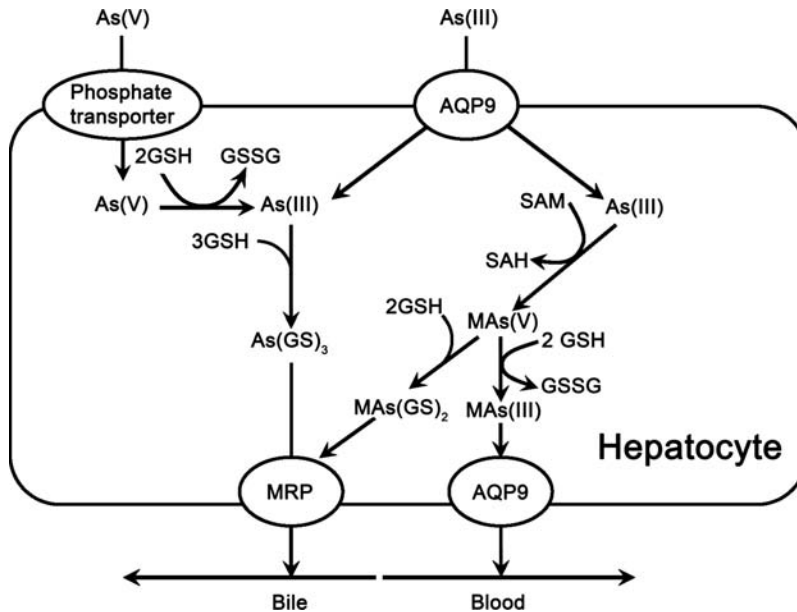 As(V)
As(III)
Phosphate
transporter
AQP9
2GSH
GSSG
As(V)
As(III)
SAM
As(III)
3GSH
SAH
2GSH
MAs(V)
2 GSH
As(GS)₃
GSSG
MAs(GS)₂
MAs(III)
Hepatocyte
MRP
AQP9
Bile
Blood